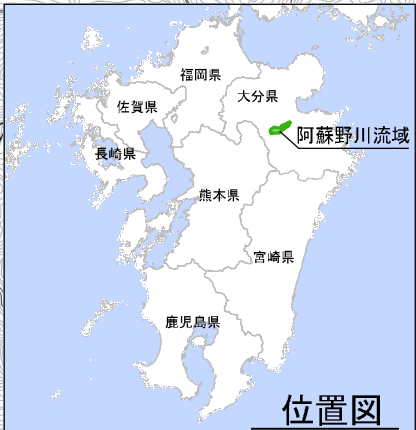 福岡県
大分県
佐賀県
阿蘇野川流域
長崎県
熊本県
宮崎県
鹿児島県
位置図